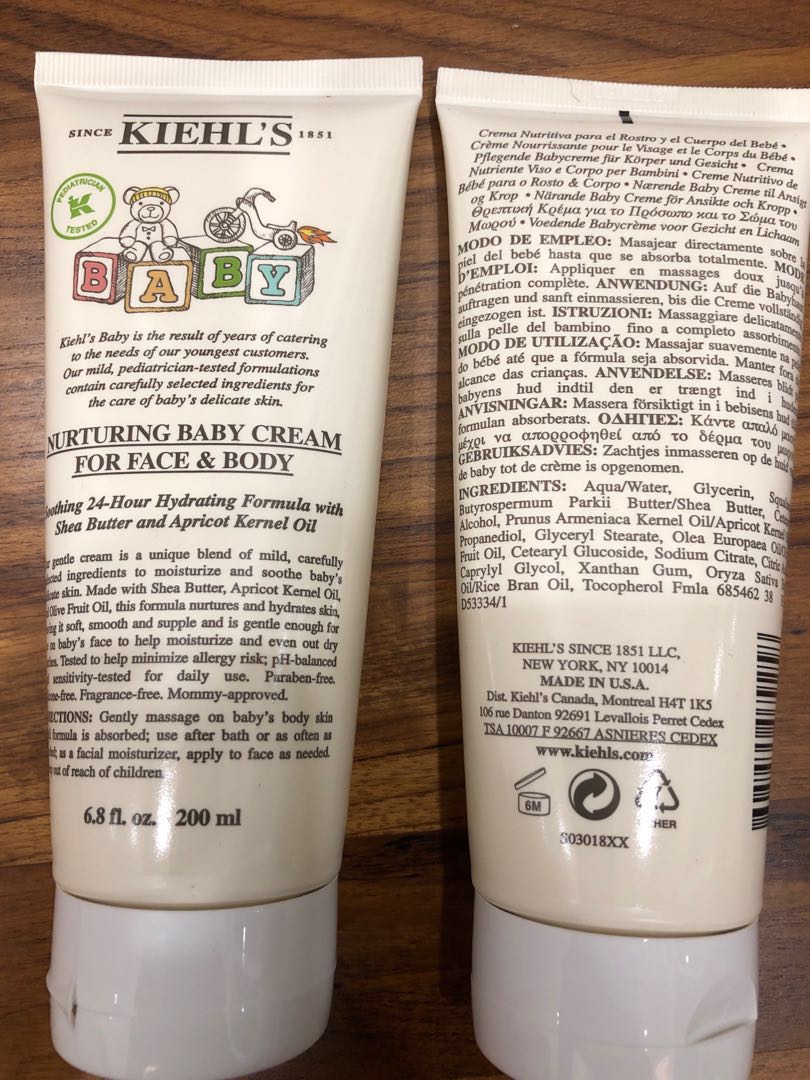 SINCE KIEHL'S 1851
PEDIATRICIAN
K
TESTED
BABY
Kiehl's Baby is the result of years of catering
to the needs of our youngest customers.
Our mild, pediatrician-tested formulations
contain carefully selected ingredients for
the care of baby's delicate skin.
NURTURING BABY CREAM
FOR FACE & BODY
24-Hour Hydrating Formula with
Shea Butter and Apricot Kernel Oil
gentle cream is a unique blend of mild, carefully
ingredients to moisturize and soothe baby's
skin. Made with Shea Butter, Apricot Kernel Oil,
Olive Fruit Oil, this formula nurtures and hydrates skin,
it soft, smooth and supple and is gentle enough for
on baby's face to help moisturize and even out dry
Tested to help minimize allergy risk; pH-balanced
sensitivity-tested for daily use. Paraben-free.
Fragrance-free. Mommy-approved.
Gently massage on baby's body skin
formula is absorbed; use after bath or as often as
as a facial moisturizer, apply to face as needed.
out of reach of children
6.8 fl. oz. 200 ml
Crema Nutritiva para el Rostro y el Cuerpo del Bebé •
Crème Nourrissante pour le Visage et le Corps du Bébé •
Pflegende Babycreme für Körper und Gesicht • Crema
Nutriente Viso e Corpo per Bambini • Creme Nutritivo de
Bébé para o Rosto & Corpo • Nærende Baby Creme til Ansigt
og Krop • Närande Baby Creme för Ansikte och Kropp •
Θρεπτική Κρέμα για το Πρόσωπο και το Σώμα του
Μωρού • Voedende Babycrème voor Gezicht en Lichaam
MODO DE EMPLEO: Masajear directamente sobre la
piel del bebé hasta que se absorba totalmente. MODE
D'EMPLOI: Appliquer en massages doux jusqu'à
pénétration complète. ANWENDUNG: Auf die Babyhaut
auftragen und sanft einmassieren, bis die Creme vollständig
eingezogen ist. ISTRUZIONI: Massaggiare delicatamente
sulla pelle del bambino fino a completo assorbimento
MODO DE UTILIZAÇÃO: Massajar suavemente na pele
do bébé até que a fórmula seja absorvida. Manter fora
alcance das crianças. ANVENDELSE: Masseres blidt
babyens hud indtil den er trængt ind i huden
ANVISNINGAR: Massera försiktigt in i bebisens hud
formulan absorberats. ΟΔΗΓΙΕΣ: Κάντε απαλό
μέχρι να απορροφηθεί από το δέρμα του
GEBRUIKSADVIES: Zachtjes inmasseren op de huid
de baby tot de crème is opgenomen.
INGREDIENTS: Aqua/Water, Glycerin,
Butyrospermum Parkii Butter/Shea Butter,
Alcohol, Prunus Armeniaca Kernel Oil/Apricot Kernel
Propanediol, Glyceryl Stearate, Olea Europaea
Fruit Oil, Cetearyl Glucoside, Sodium Citrate, Citric
Caprylyl Glycol, Xanthan Gum, Oryza Sativa
Oil/Rice Bran Oil, Tocopherol Fmla 685462 38
D53334/1
KIEHL'S SINCE 1851 LLC,
NEW YORK, NY 10014
MADE IN U.S.A.
Dist. Kiehl's Canada, Montreal H4T 1K5
106 rue Danton 92691 Levallois Perret Cedex
TSA 10007 F 92667 ASNIERES CEDEX
www.kiehls.com
6M
S03018XX